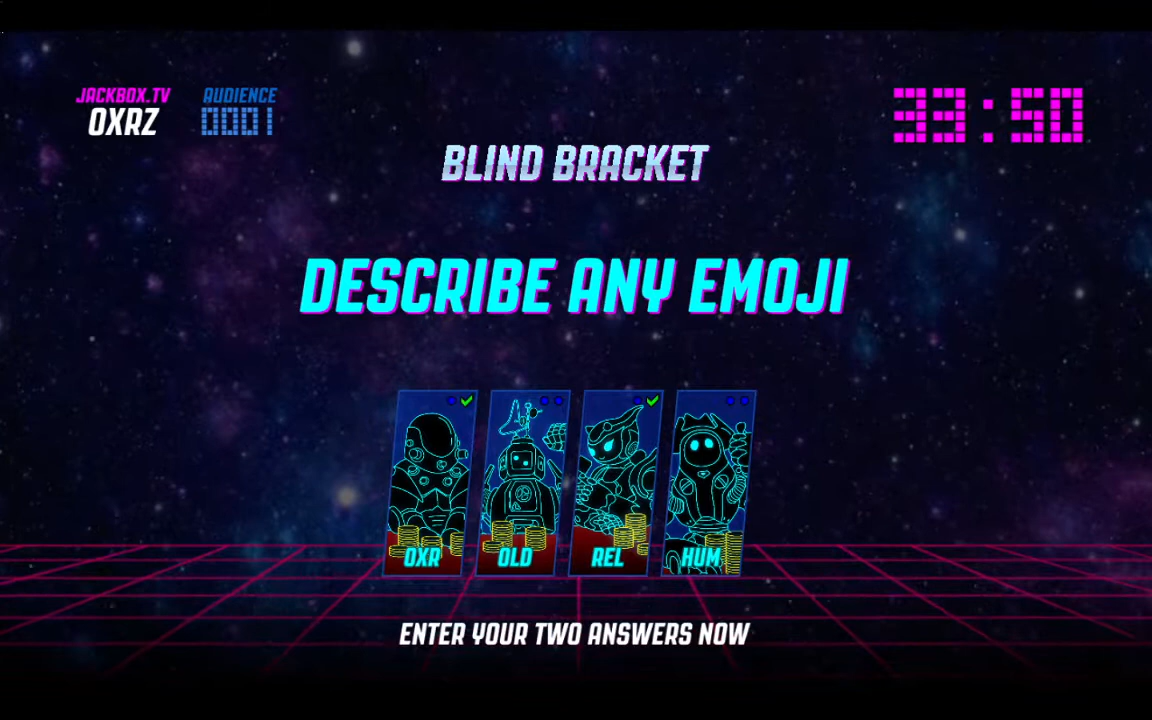 JACKBOX.TV
OXRZ
AUDIENCE
0001
33:50
BLIND BRACKET
DESCRIBE ANY EMOJI
OXR
OLD
REL
HUM
ENTER YOUR TWO ANSWERS NOW